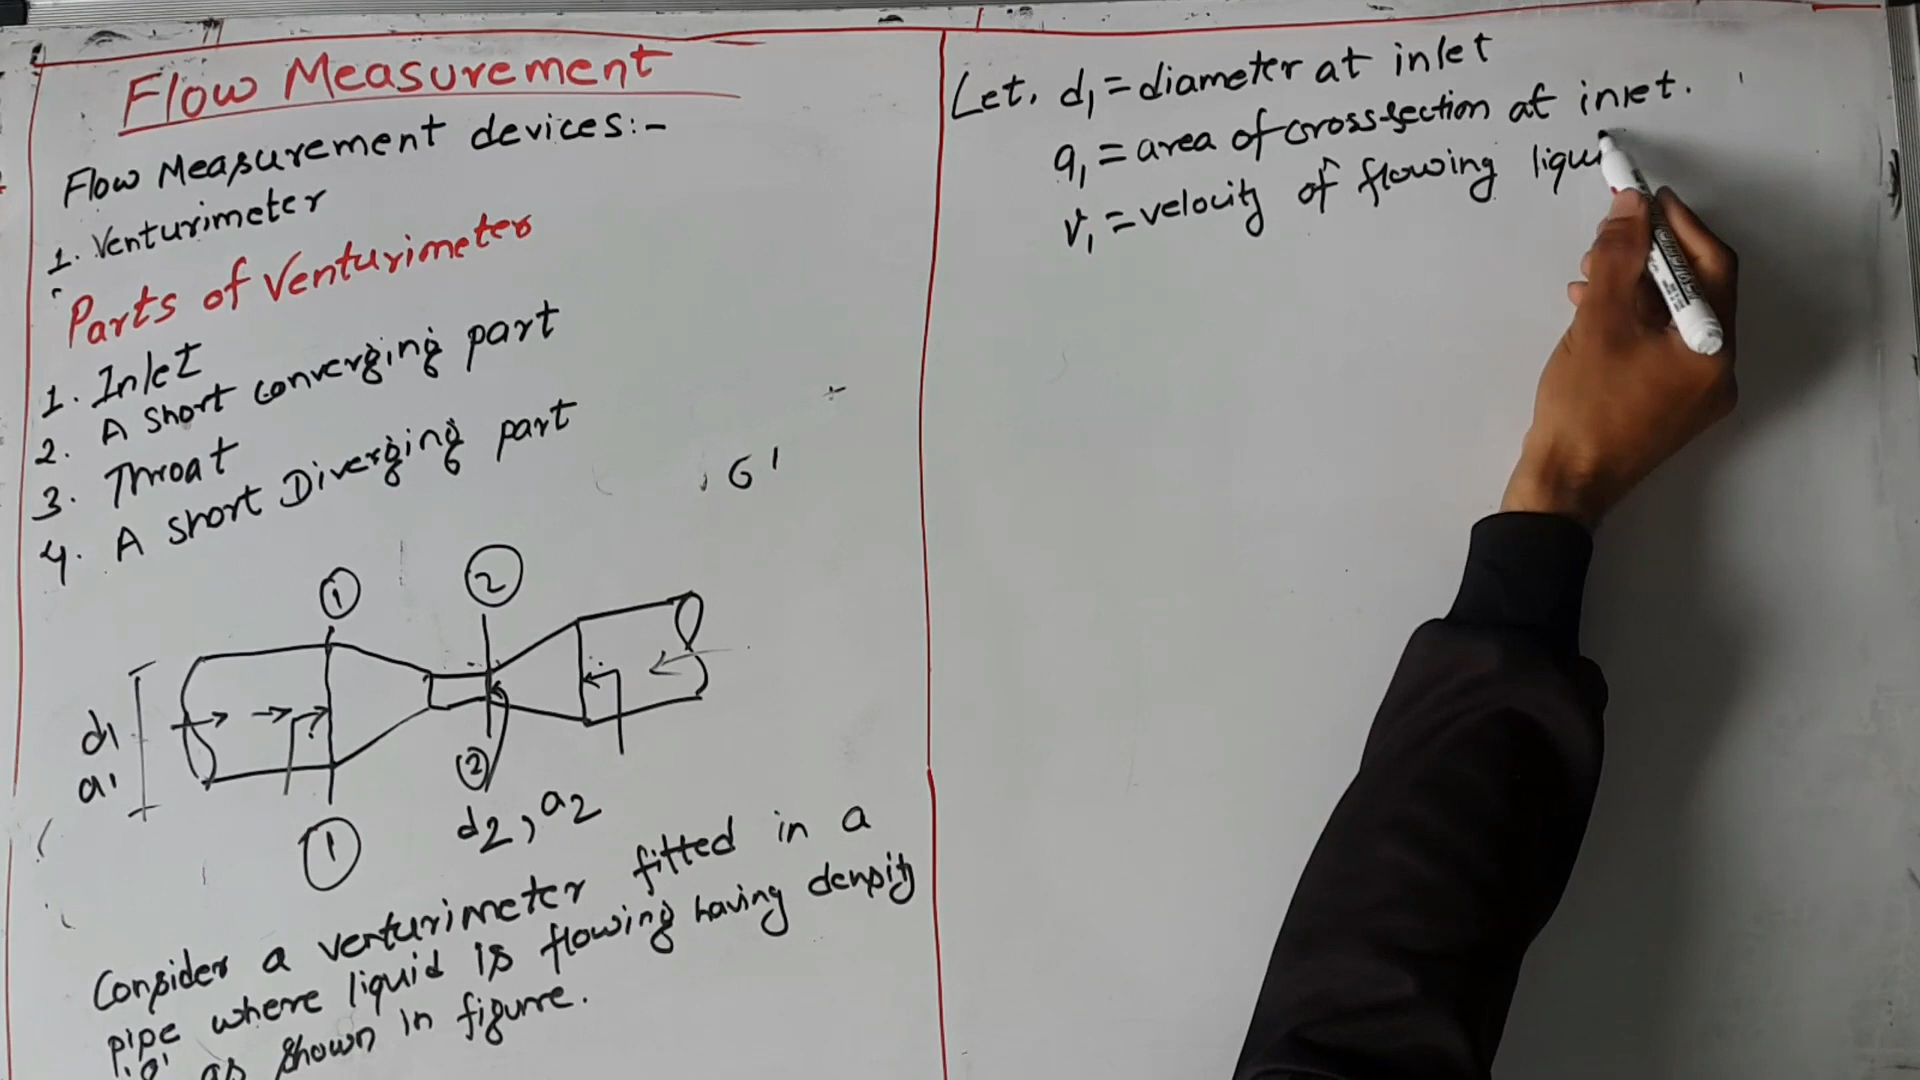 Flow Measurement
Flow Measurement devices:-
1. Venturimeter
Parts of Venturimeter
1. Inlet
2. A Short Converging part
3. Throat
4. A Short Diverging part
6'
1
2
d1
a1
2
1
d2, a2
Consider a venturimeter fitted in a
pipe where liquid is flowing having density
as shown in figure.
Let, d1 = diameter at inlet
a1 = area of cross-section at inlet.
v1 = velocity of flowing liqui